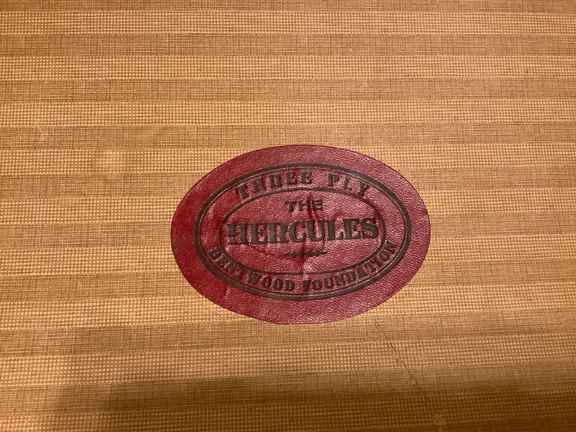 THREE PLY
THE
HERCULES
BENTWOOD FOUNDATION